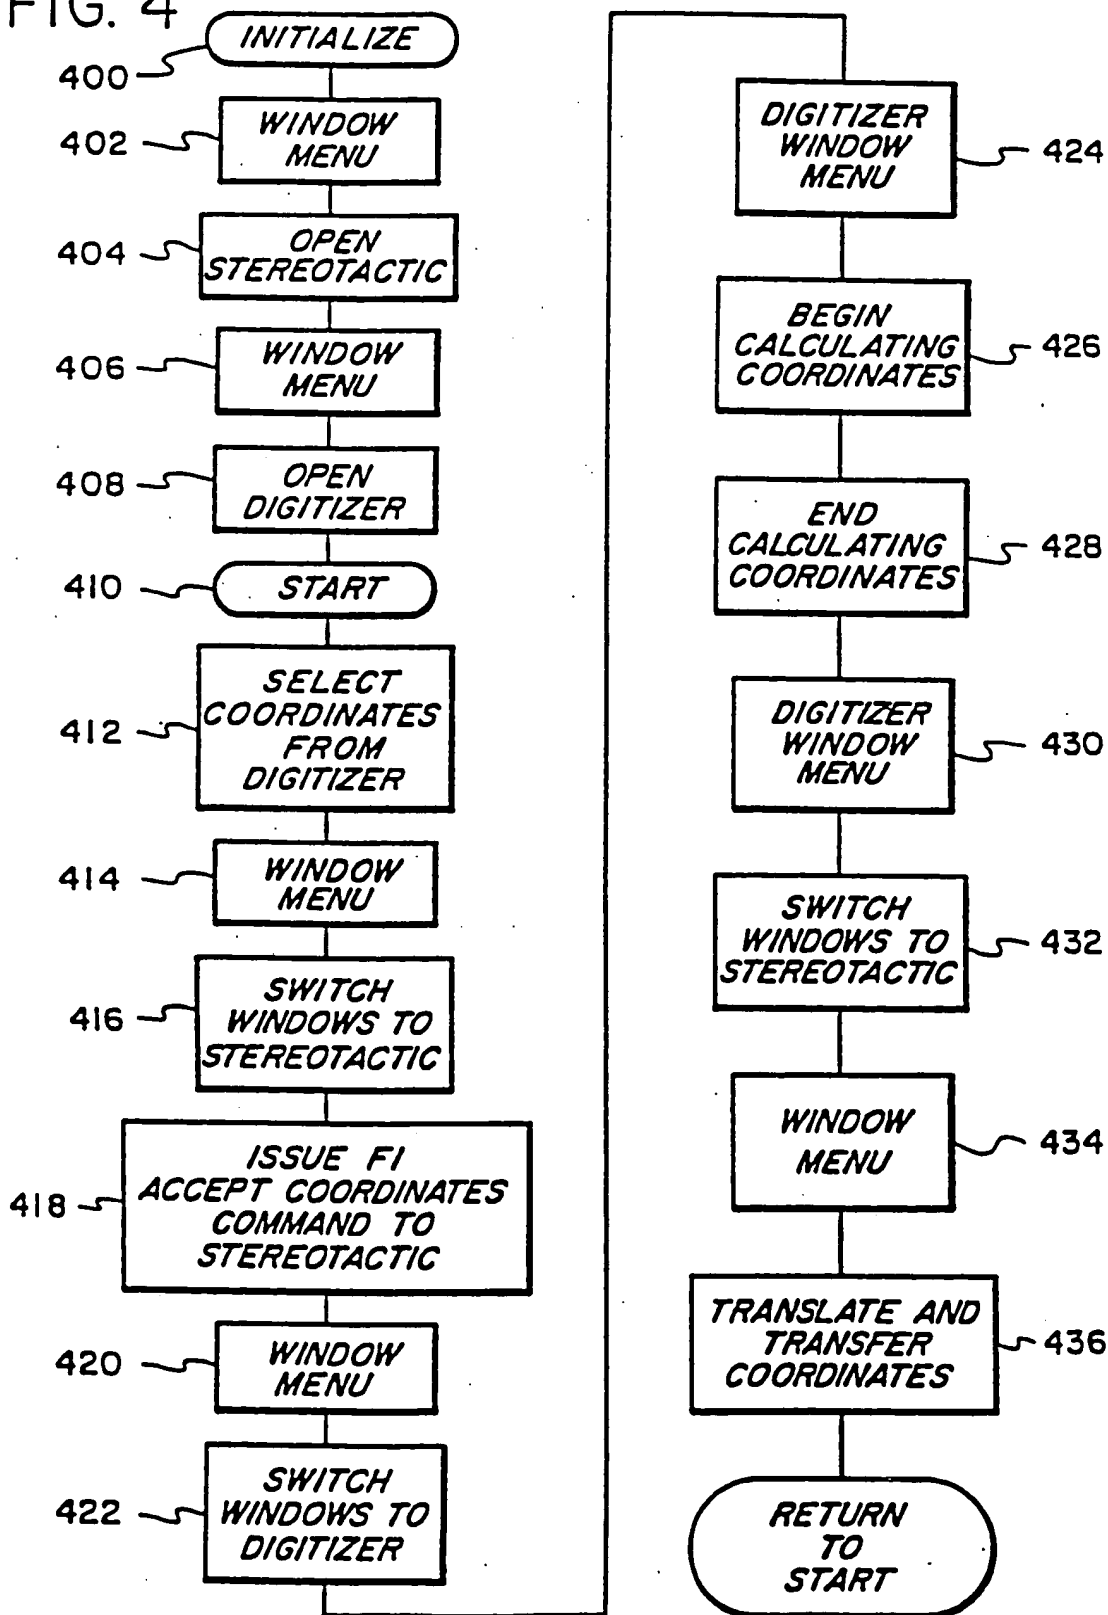 FIG. 4
INITIALIZE
400
WINDOW
MENU
402
OPEN
STEREOTACTIC
404
WINDOW
MENU
406
OPEN
DIGITIZER
408
START
410
SELECT
COORDINATES
FROM
DIGITIZER
412
WINDOW
MENU
414
SWITCH
WINDOWS TO
STEREOTACTIC
416
ISSUE F1
ACCEPT COORDINATES
COMMAND TO
STEREOTACTIC
418
WINDOW
MENU
420
SWITCH
WINDOWS TO
DIGITIZER
422
DIGITIZER
WINDOW
MENU
424
BEGIN
CALCULATING
COORDINATES
426
END
CALCULATING
COORDINATES
428
DIGITIZER
WINDOW
MENU
430
SWITCH
WINDOWS TO
STEREOTACTIC
432
WINDOW
MENU
434
TRANSLATE AND
TRANSFER
COORDINATES
436
RETURN
TO
START